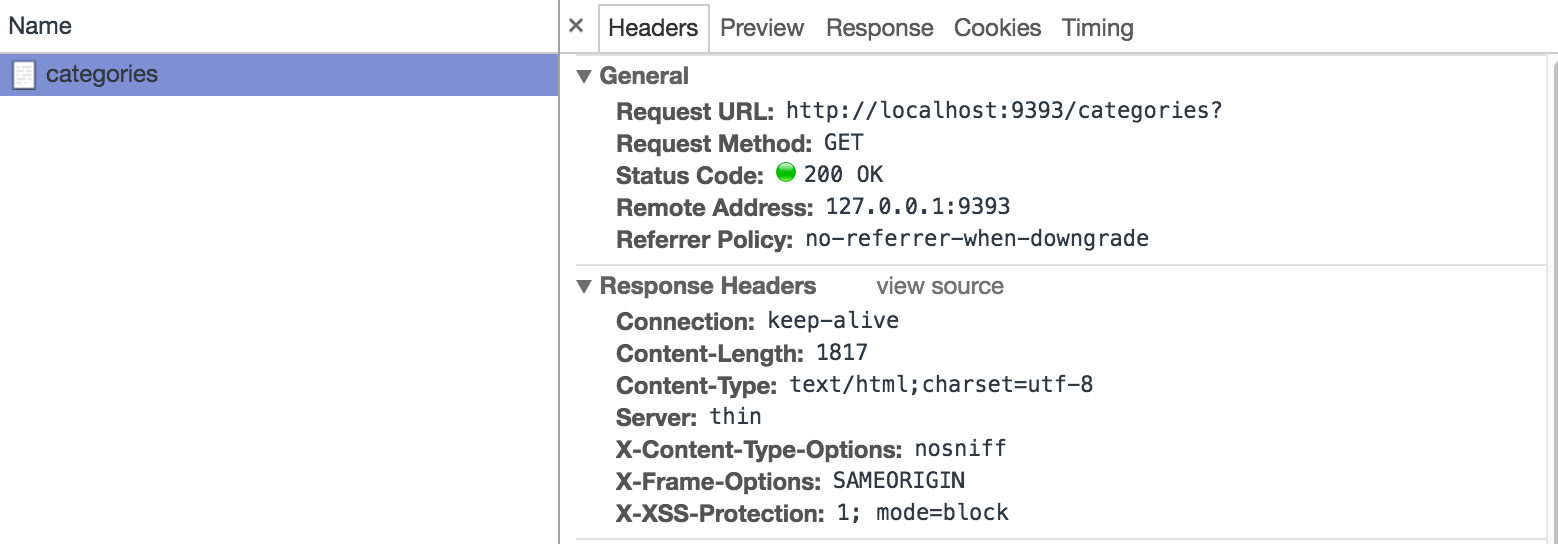 Name
categories
× Headers Preview Response Cookies Timing
▼ General
Request URL: http://localhost:9393/categories?
Request Method: GET
Status Code: 200 OK
Remote Address: 127.0.0.1:9393
Referrer Policy: no-referrer-when-downgrade
▼ Response Headers view source
Connection: keep-alive
Content-Length: 1817
Content-Type: text/html;charset=utf-8
Server: thin
X-Content-Type-Options: nosniff
X-Frame-Options: SAMEORIGIN
X-XSS-Protection: 1; mode=block